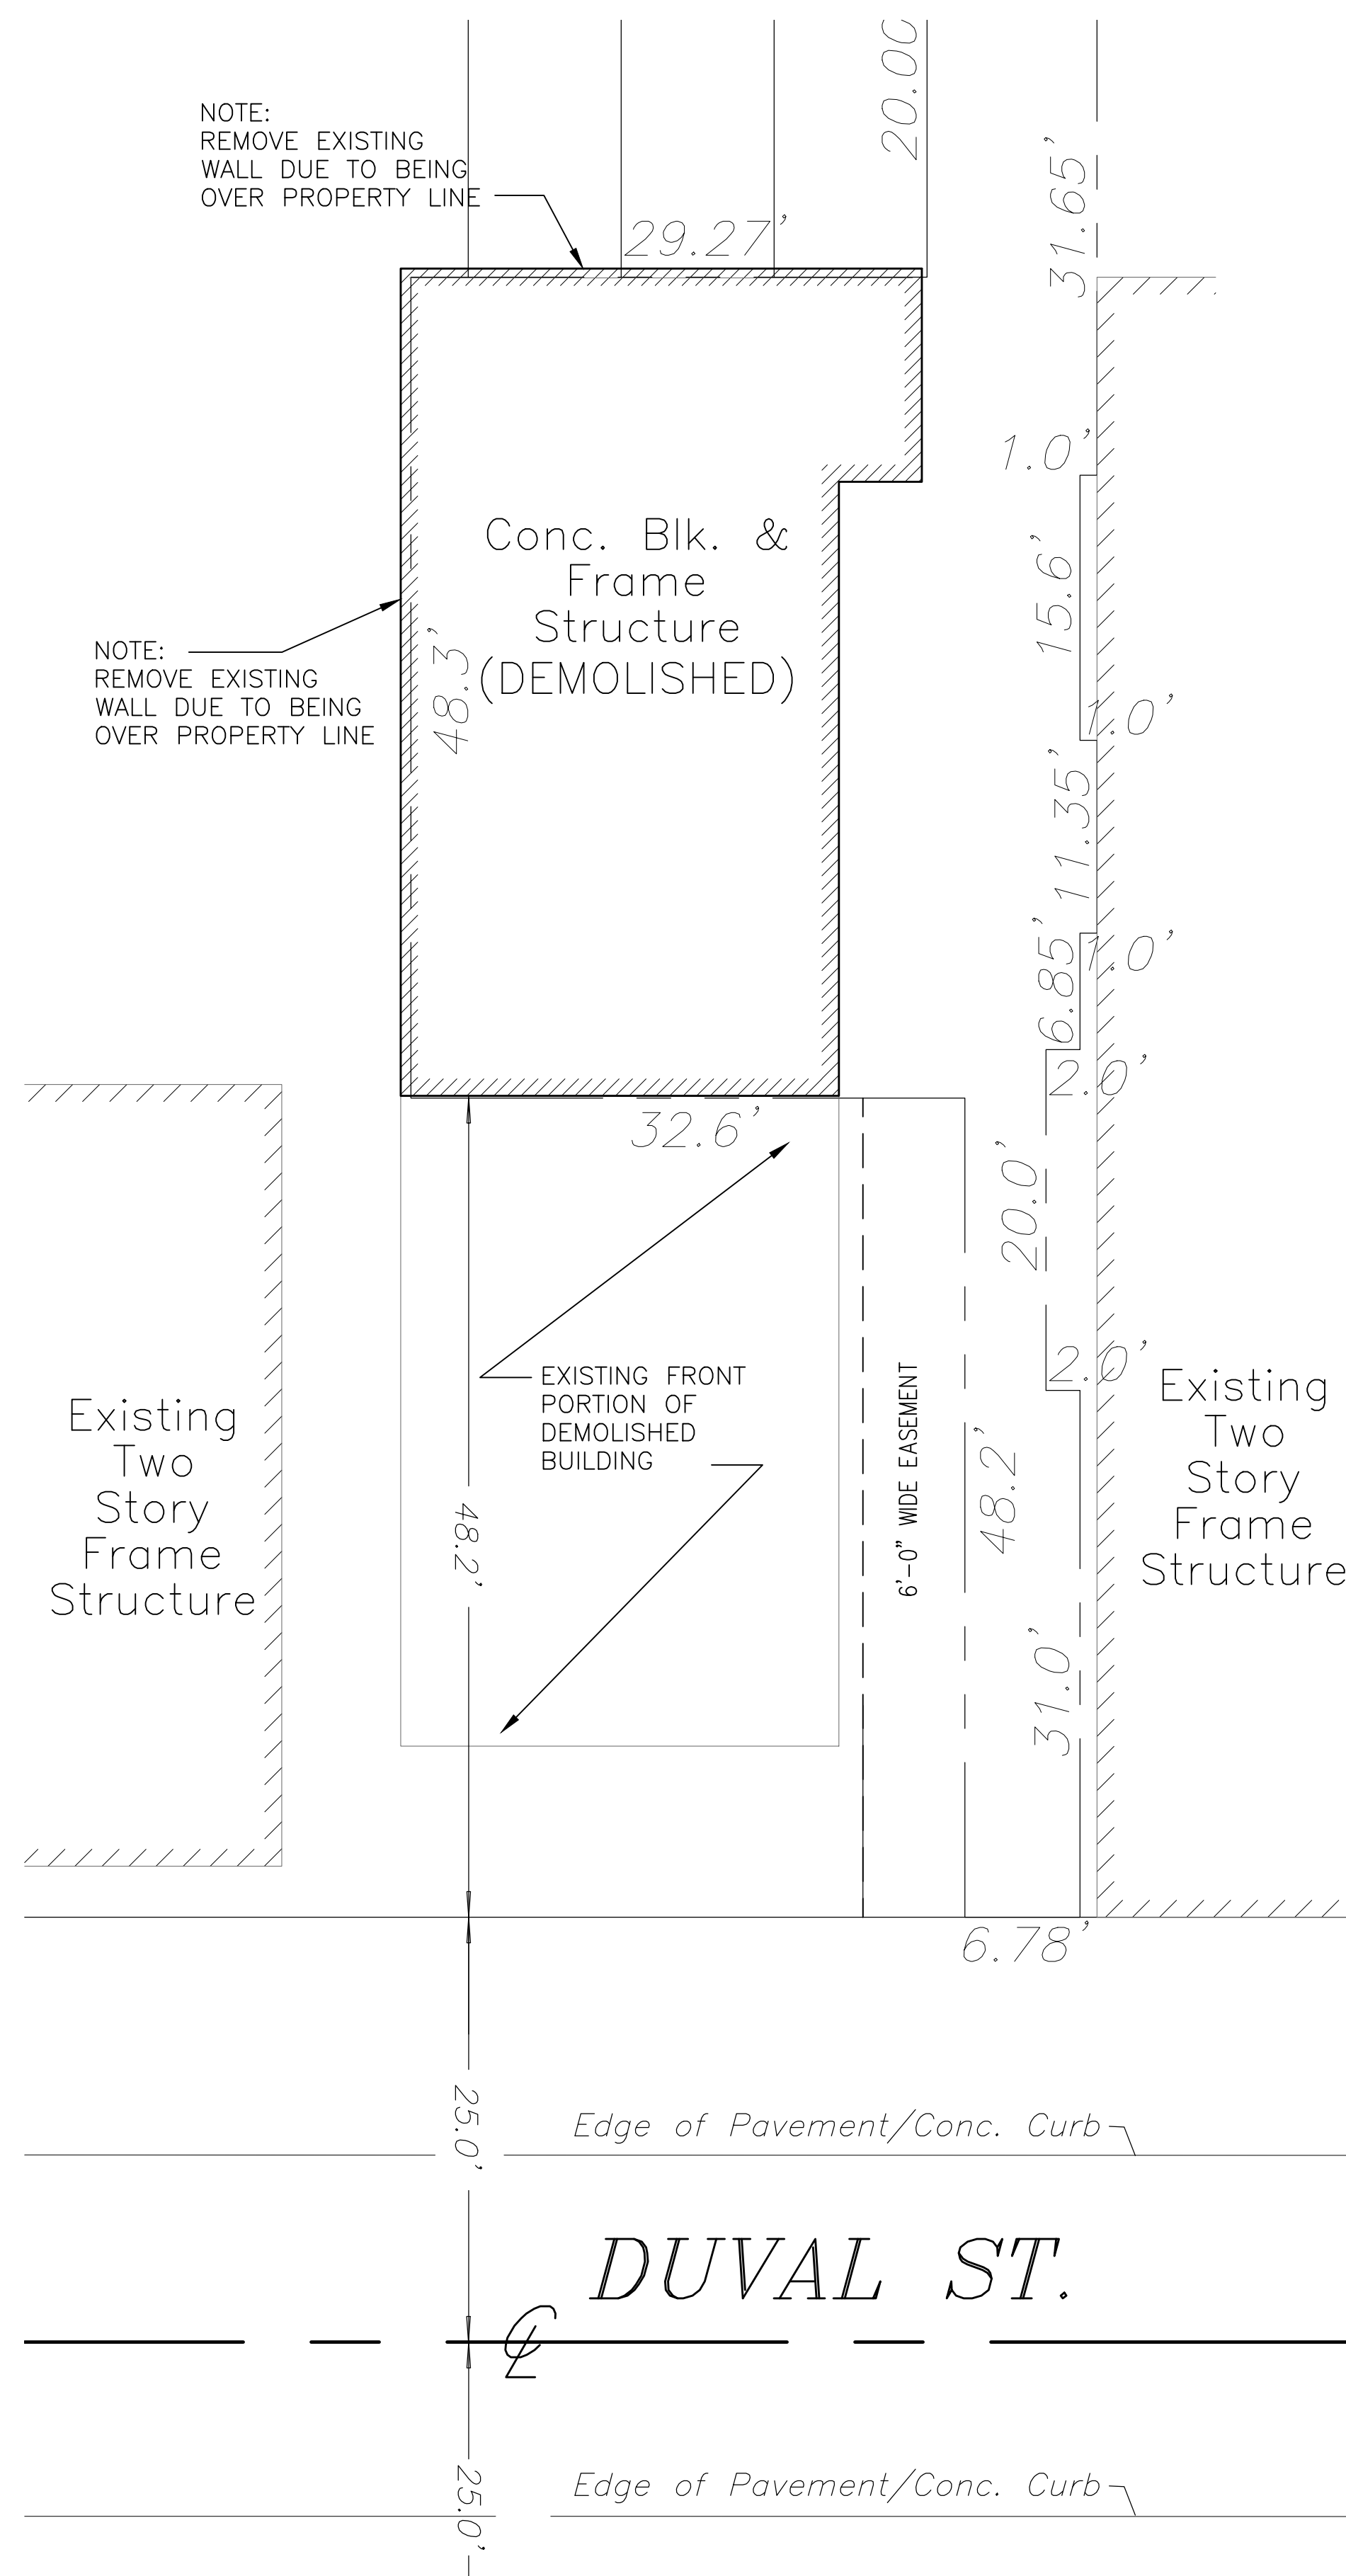 20.0
NOTE:
REMOVE EXISTING
WALL DUE TO BEING
OVER PROPERTY LINE
31.65'
29.27'
1.0'
Conc. Blk. &
Frame
Structure
(DEMOLISHED)
15.6'
NOTE:
REMOVE EXISTING
WALL DUE TO BEING
OVER PROPERTY LINE
48.3'
1.0'
11.35'
1.0'
6.85'
2.0'
32.6'
20.0'
2.0'
EXISTING FRONT
PORTION OF
DEMOLISHED
BUILDING
6'-0" WIDE EASEMENT
48.2'
Existing
Two
Story
Frame
Structure
Existing
Two
Story
Frame
Structure
48.2'
31.0'
6.78'
25.0'
Edge of Pavement/Conc. Curb
DUVAL ST.
CL
Edge of Pavement/Conc. Curb
25.0'